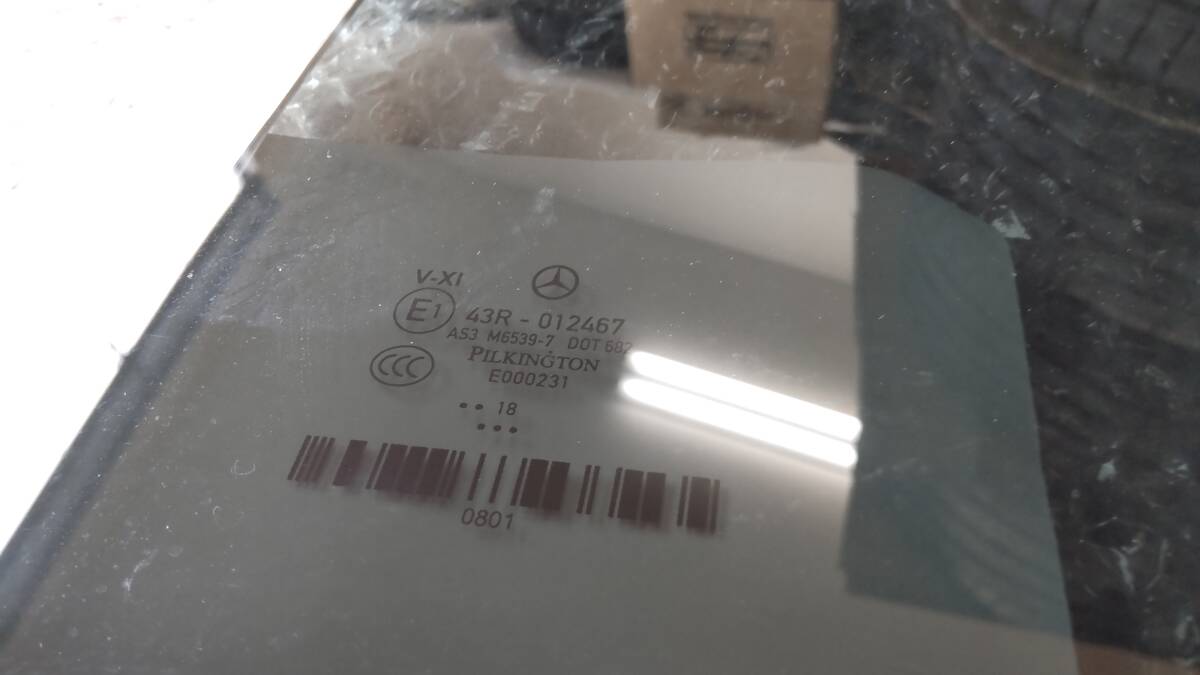 V-XI
E1 43R - 012467
AS3 M6539-7 DOT 682
CCC PILKINGTON
E000231
•• 18
•••
0801